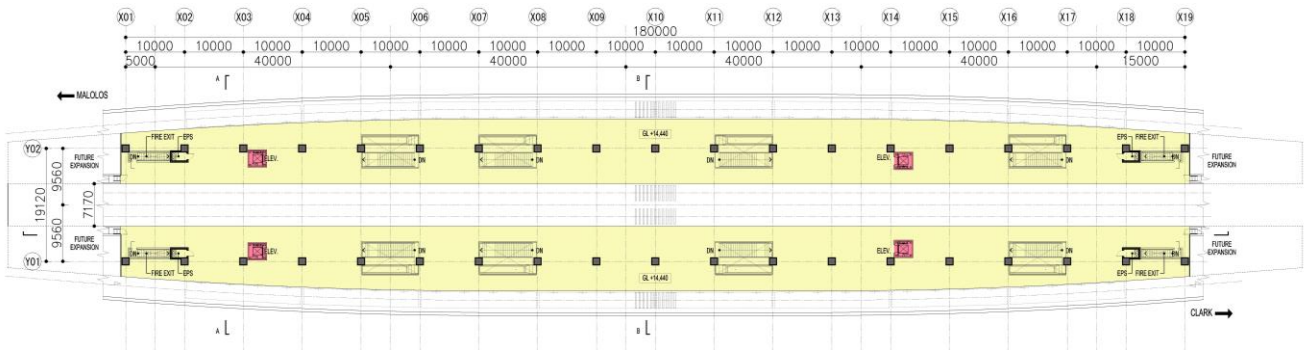 X01 X02 X03 X04 X05 X06 X07 X08 X09 X10 X11 X12 X13 X14 X15 X16 X17 X18 X19
180000
10000 10000 10000 10000 10000 10000 10000 10000 10000 10000 10000 10000 10000 10000 10000 10000 10000 10000
5000 40000 40000 40000 40000 15000
A B
MALOLOS
GL +14,440
FIRE EXIT EPS EPS FIRE EXIT
Y02
FUTURE EXPANSION
DN ELEV. DN DN DN ELEV. DN DN
FUTURE EXPANSION
19120
9560
7170
9560
FUTURE EXPANSION
DN ELEV. DN DN DN ELEV. DN DN
FUTURE EXPANSION
Y01
FIRE EXIT EPS EPS FIRE EXIT
GL +14,440
CLARK
A B